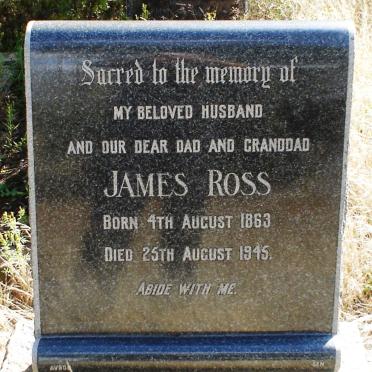 Sacred to the memory of
MY BELOVED HUSBAND
AND OUR DEAR DAD AND GRANDDAD
JAMES ROSS
BORN 4TH AUGUST 1863
DIED 25TH AUGUST 1945.
ABIDE WITH ME.